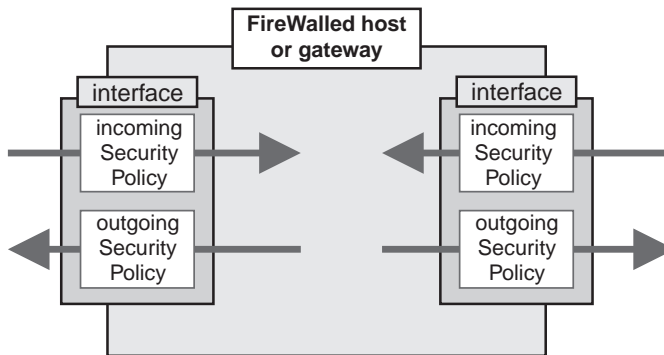 FireWalled host
or gateway
interface
incoming
Security
Policy
outgoing
Security
Policy
interface
incoming
Security
Policy
outgoing
Security
Policy